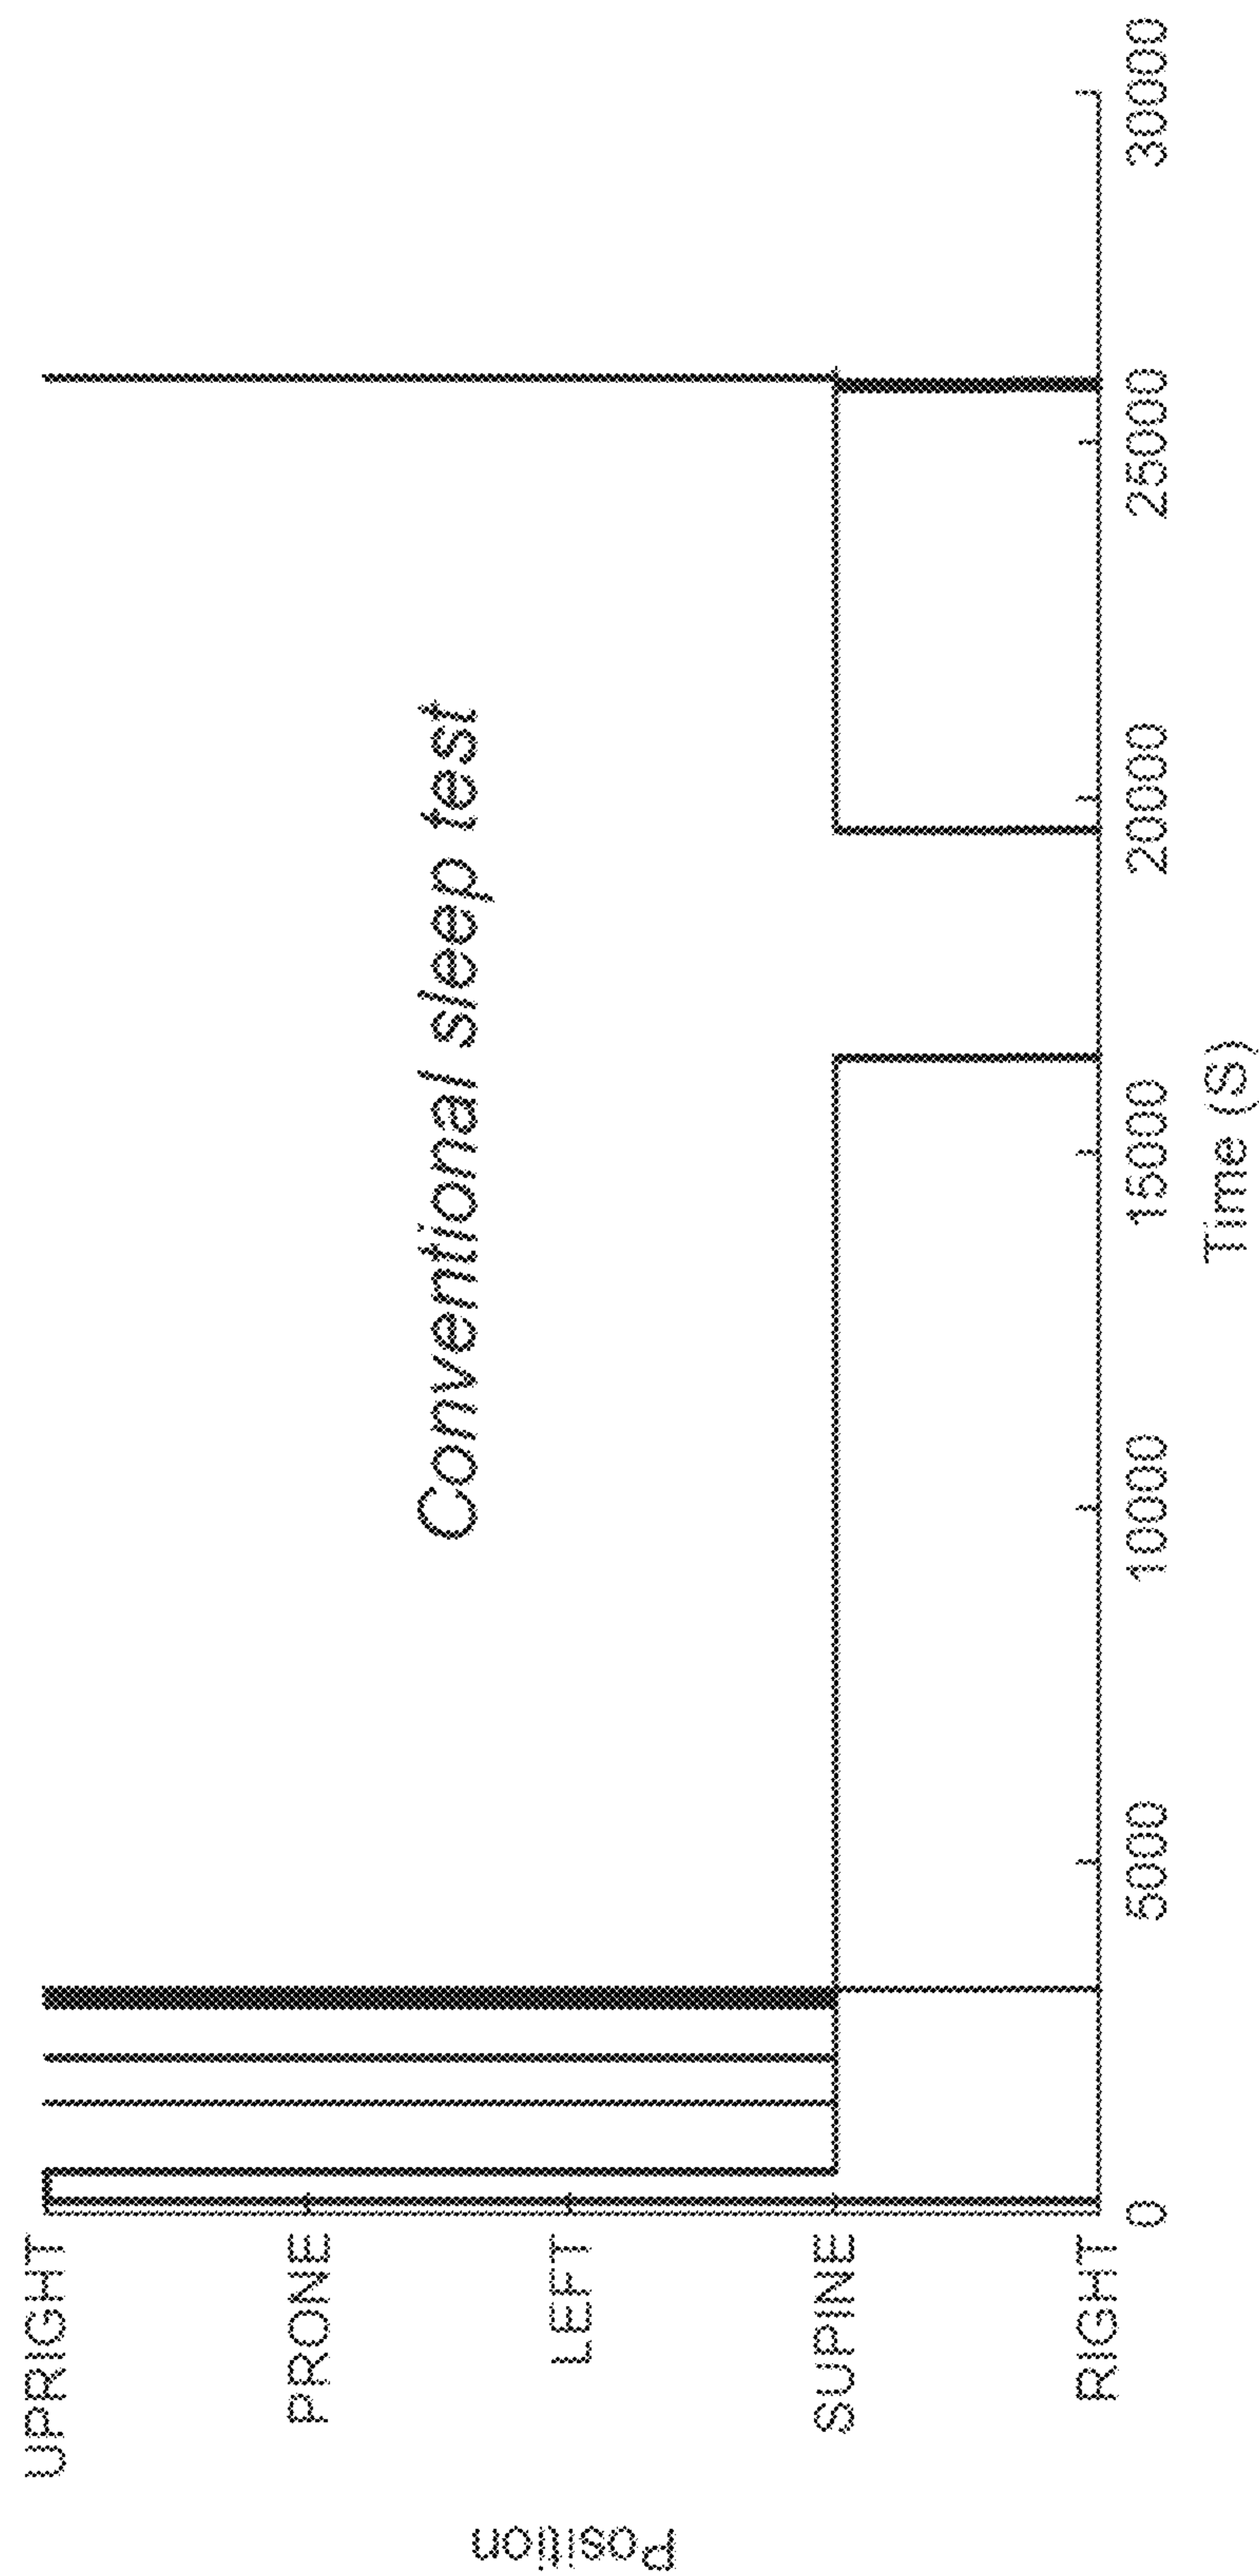 Conventional sleep test
Position
UPRIGHT
PRONE
LEFT
SUPINE
RIGHT
0
5000
10000
15000
20000
25000
30000
Time (S)